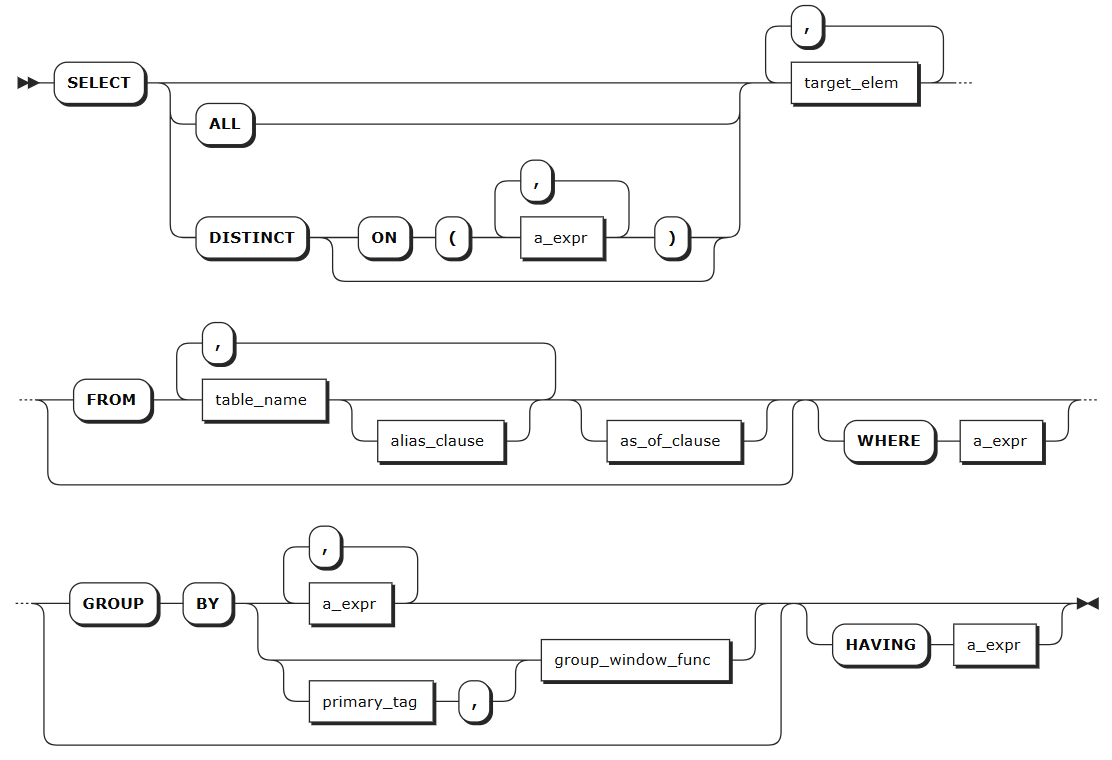 ,
SELECT target_elem
ALL
,
DISTINCT ON ( a_expr )
,
FROM table_name
alias_clause as_of_clause WHERE a_expr
,
GROUP BY a_expr
HAVING a_expr
group_window_func
primary_tag ,